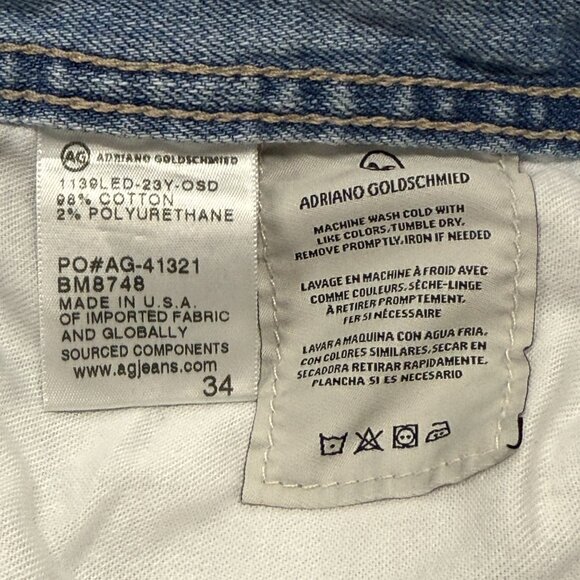 AG ADRIANO GOLDSCHMIED
1139LED-23Y-OSD
98% COTTON
2% POLYURETHANE
PO#AG-41321
BM8748
MADE IN U.S.A.
OF IMPORTED FABRIC
AND GLOBALLY
SOURCED COMPONENTS
www.agjeans.com
34
ADRIANO GOLDSCHMIED
MACHINE WASH COLD WITH
LIKE COLORS, TUMBLE DRY,
REMOVE PROMPTLY, IRON IF NEEDED
LAVAGE EN MACHINE À FROID AVEC
COMME COULEURS. SÈCHE-LINGE
À RETIRER PROMPTEMENT.
FER SI NÉCESSAIRE
LAVAR A MAQUINA CON AGUA FRIA,
CON COLORES SIMILARES, SECAR EN
SECADORA RETIRAR RAPIDAMENTE,
PLANCHA SI ES NECESARIO